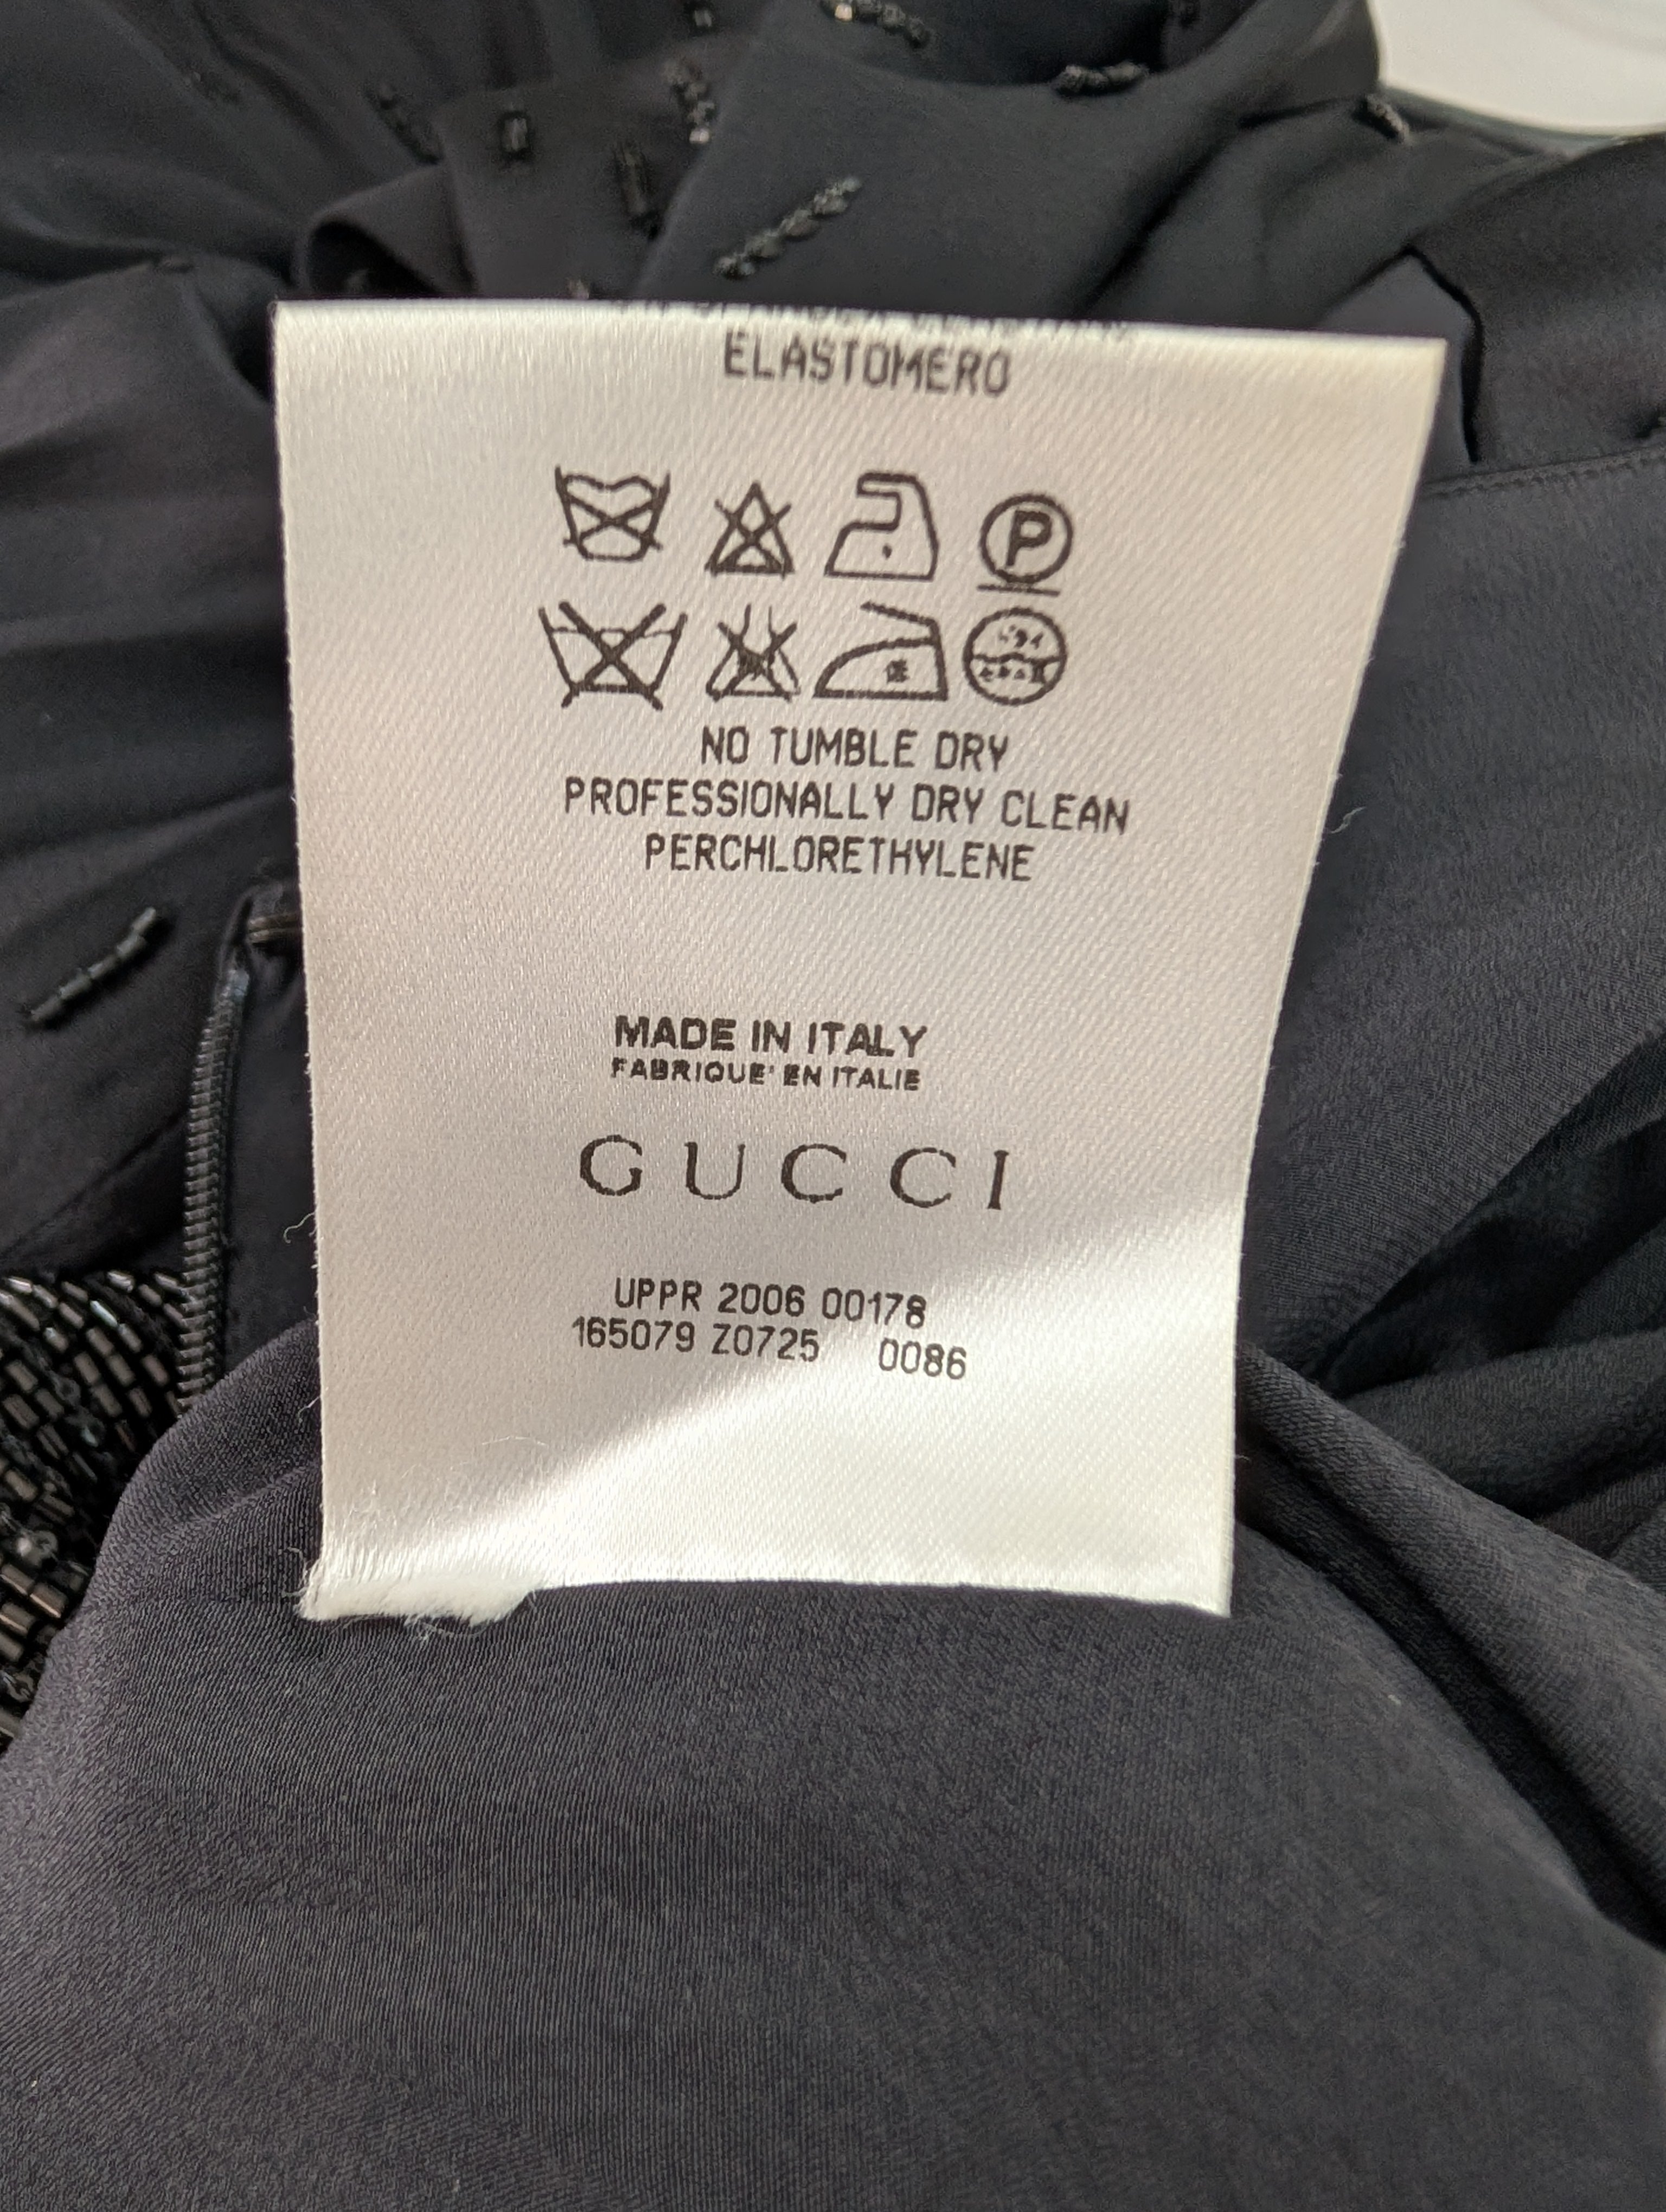 ELASTOMERO
P
NO TUMBLE DRY
PROFESSIONALLY DRY CLEAN
PERCHLORETHYLENE
MADE IN ITALY
FABRIQUE' EN ITALIE
GUCCI
UPPR 2006 00178
165079 Z0725 0086